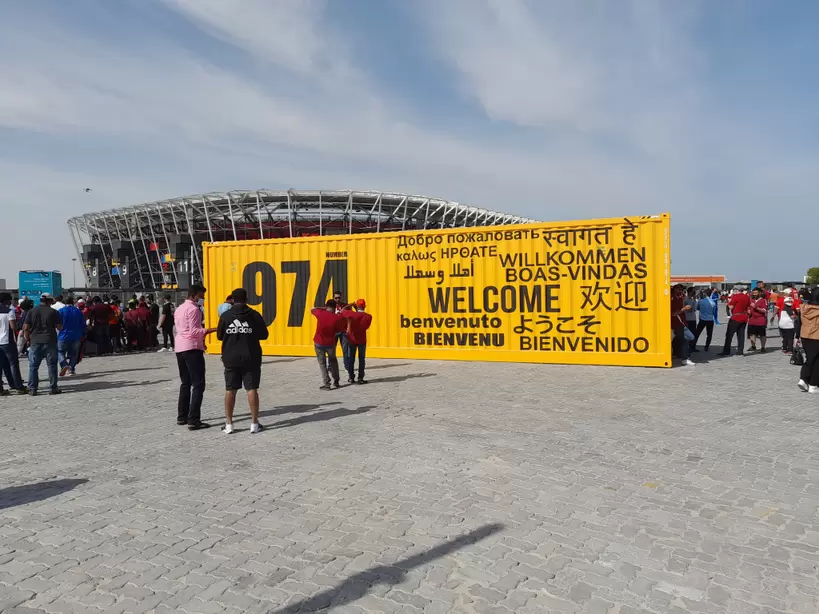 NUMBER
974
Добро пожаловать
स्वागत हे
καλως ΗΡΘΑΤΕ
WILLKOMMEN
أهلا وسهلا
BOAS-VINDAS
WELCOME
欢迎
benvenuto
ようこそ
BIENVENU
BIENVENIDO
adidas